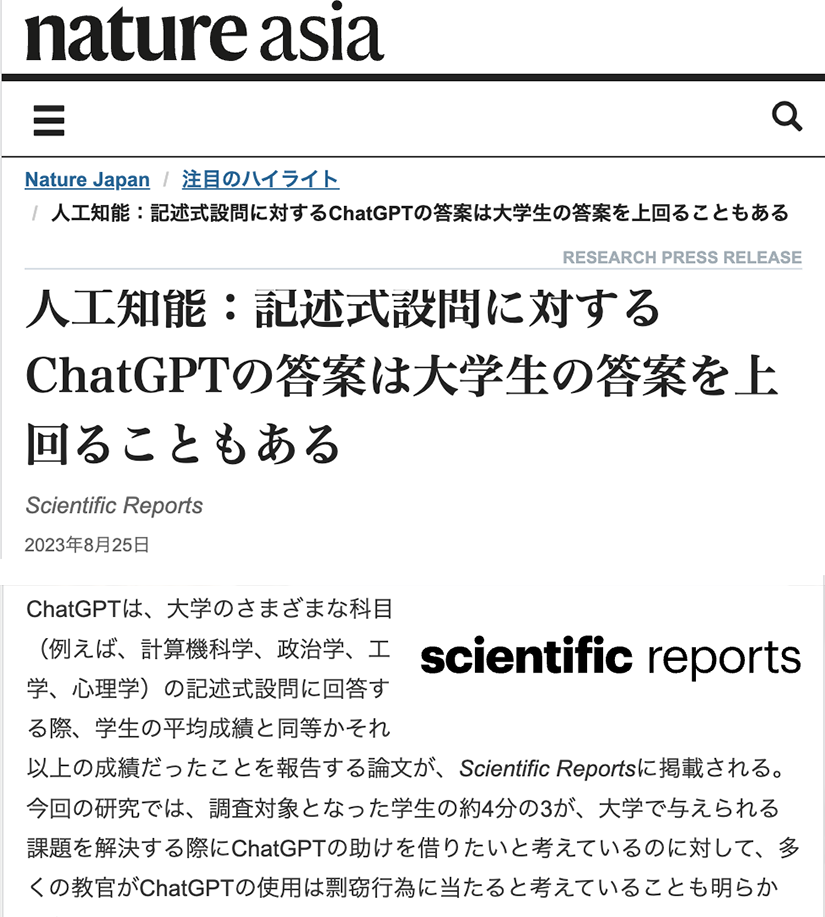 nature asia
Nature Japan / 注目のハイライト
/ 人工知能：記述式設問に対するChatGPTの答案は大学生の答案を上回ることもある
RESEARCH PRESS RELEASE
人工知能：記述式設問に対する
ChatGPTの答案は大学生の答案を上
回ることもある
Scientific Reports
2023年8月25日
scientific reports
ChatGPTは、大学のさまざまな科目
（例えば、計算機科学、政治学、工
学、心理学）の記述式設問に回答す
る際、学生の平均成績と同等かそれ
以上の成績だったことを報告する論文が、Scientific Reportsに掲載される。
今回の研究では、調査対象となった学生の約4分の3が、大学で与えられる
課題を解決する際にChatGPTの助けを借りたいと考えているのに対して、多
くの教官がChatGPTの使用は剽窃行為に当たると考えていることも明らか